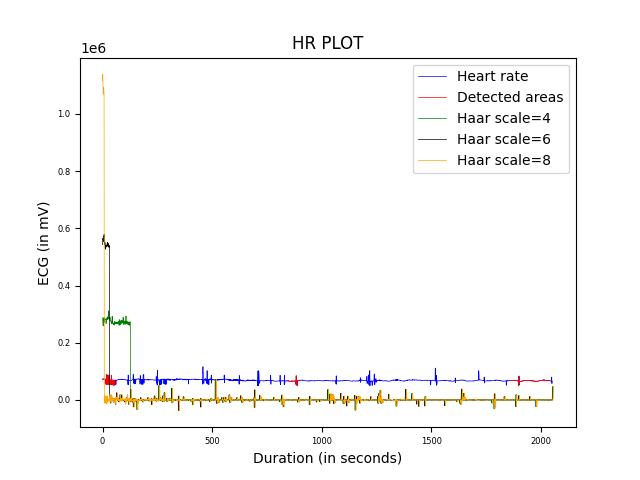 HR PLOT
1e6
Heart rate
Detected areas
Haar scale=4
Haar scale=6
Haar scale=8
1.0
0.8
0.6
0.4
0.2
0.0
ECG (in mV)
0 500 1000 1500 2000
Duration (in seconds)